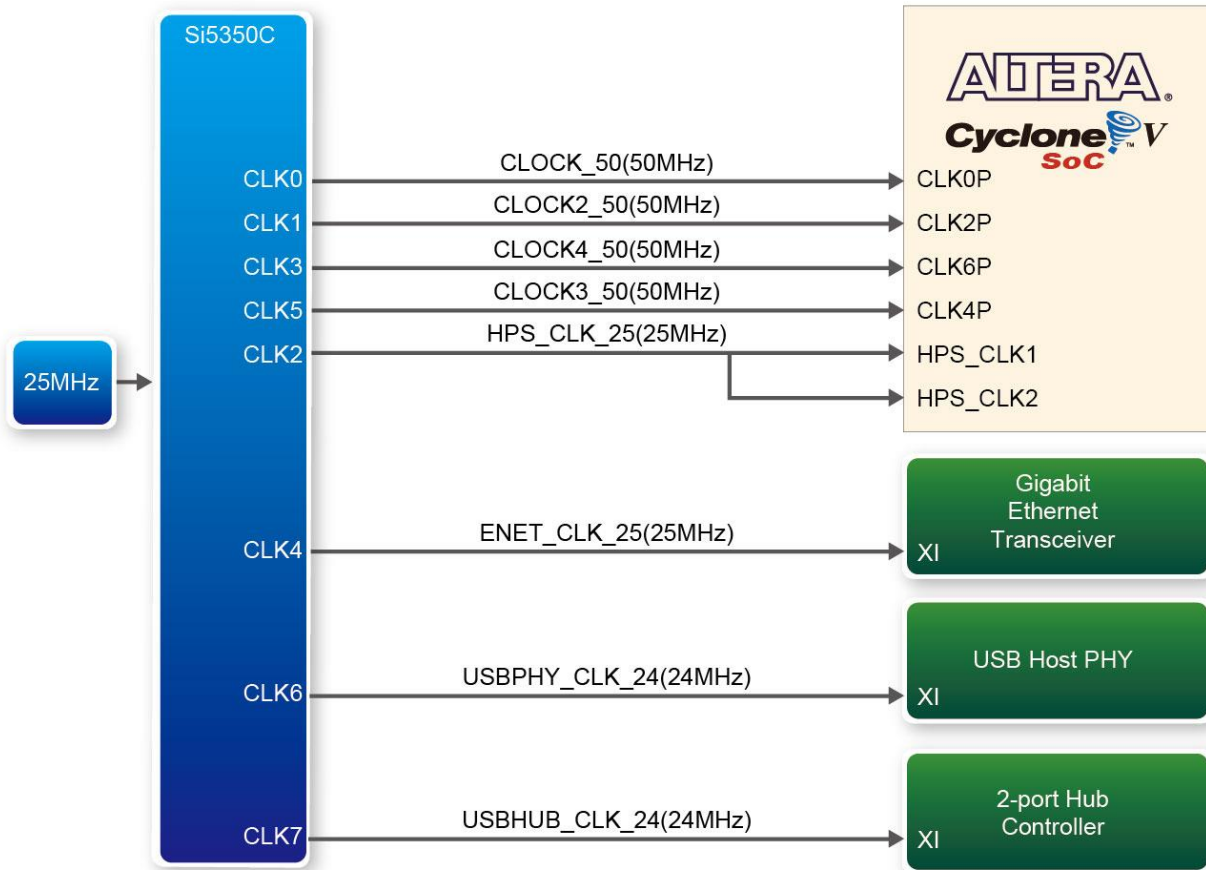 Si5350C
ALTERA®
Cyclone™ V
SoC
CLK0 CLOCK_50(50MHz) CLK0P
CLK1 CLOCK2_50(50MHz) CLK2P
CLK3 CLOCK4_50(50MHz) CLK6P
CLK5 CLOCK3_50(50MHz) CLK4P
CLK2 HPS_CLK_25(25MHz) HPS_CLK1
25MHz
HPS_CLK2
Gigabit
Ethernet
Transceiver
CLK4 ENET_CLK_25(25MHz) XI
USB Host PHY
CLK6 USBPHY_CLK_24(24MHz) XI
2-port Hub
Controller
CLK7 USBHUB_CLK_24(24MHz) XI